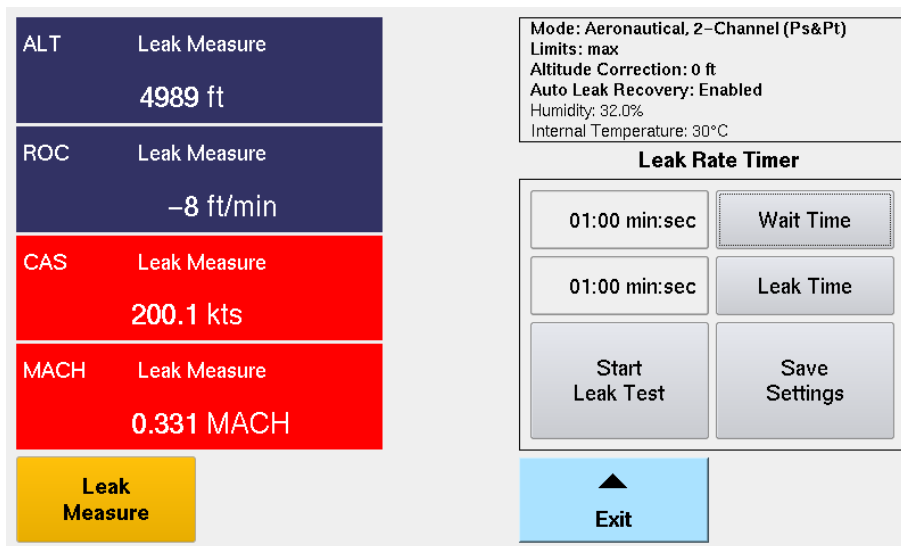 ALT Leak Measure
4989 ft
ROC Leak Measure
−8 ft/min
CAS Leak Measure
200.1 kts
MACH Leak Measure
0.331 MACH
Leak
Measure
Mode: Aeronautical, 2−Channel (Ps&Pt)
Limits: max
Altitude Correction: 0 ft
Auto Leak Recovery: Enabled
Humidity: 32.0%
Internal Temperature: 30°C
Leak Rate Timer
01:00 min:sec Wait Time
01:00 min:sec Leak Time
Start
Leak Test
Save
Settings
Exit